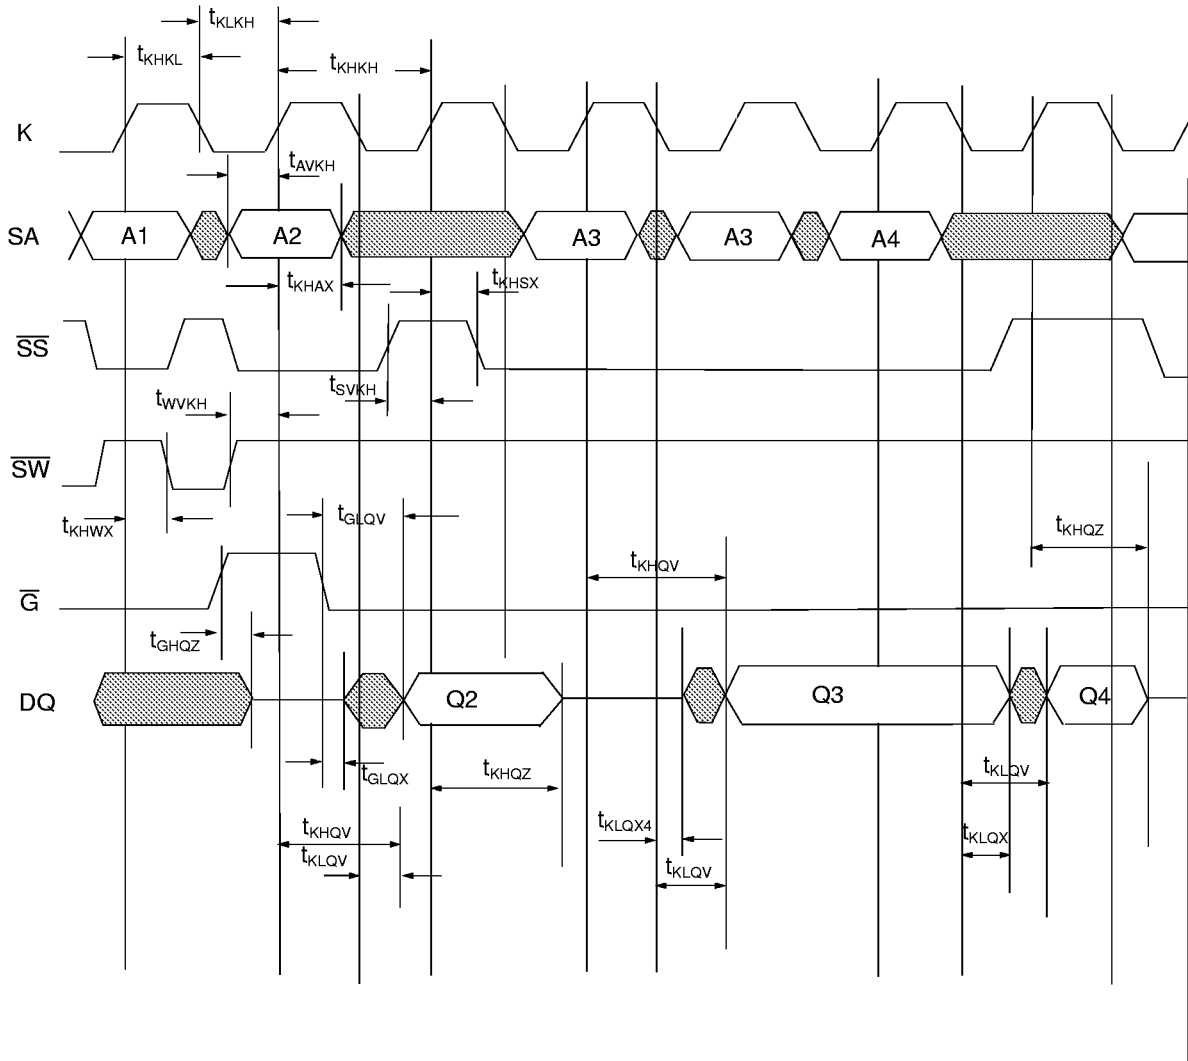 tKLKH
tKHKL
tKHKH
K
tAVKH
SA A1 A2 A3 A3 A4
tKHAX tKHSX
SS
tSVKH
tWVKH
SW
tGLQV
tKHWX tKHQZ
tKHQV
G
tGHQZ
DQ Q2 Q3 Q4
tGLQX tKHQZ tKLQV
tKHQV tKLQX4 tKLQX
tKLQV tKLQV